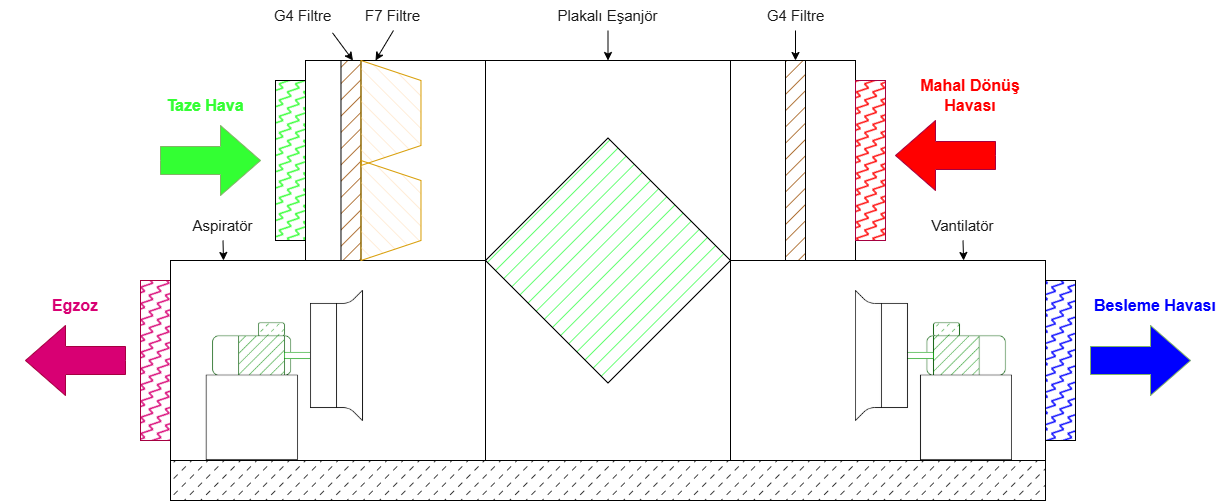 G4 Filtre
F7 Filtre
Plakalı Eşanjör
G4 Filtre
Taze Hava
Mahal Dönüş
Havası
Aspiratör
Vantilatör
Egzoz
Besleme Havası